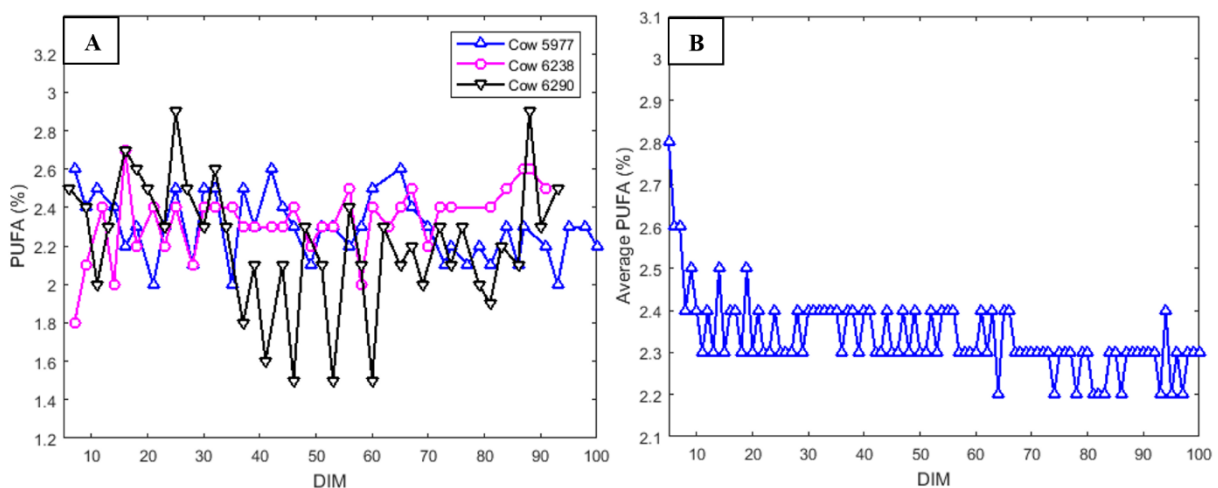 A
Cow 5977
Cow 6238
Cow 6290
PUFA (%)
3.2
3
2.8
2.6
2.4
2.2
2
1.8
1.6
1.4
1.2
10 20 30 40 50 60 70 80 90 100
DIM
B
Average PUFA (%)
3.1
3
2.9
2.8
2.7
2.6
2.5
2.4
2.3
2.2
2.1
10 20 30 40 50 60 70 80 90 100
DIM